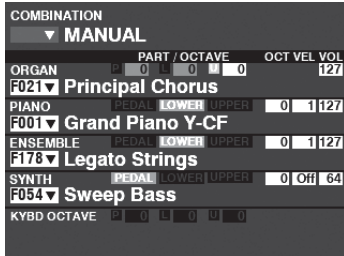 COMBINATION
▼ MANUAL
PART / OCTAVE OCT VEL VOL
ORGAN P 0 L 0 U 0 127
F021▼ Principal Chorus
PIANO PEDAL LOWER UPPER 0 1 127
F001▼ Grand Piano Y-CF
ENSEMBLE PEDAL LOWER UPPER 0 1 127
F178▼ Legato Strings
SYNTH PEDAL LOWER UPPER 0 Off 64
F054▼ Sweep Bass
KYBD OCTAVE P 0 L 0 U 0